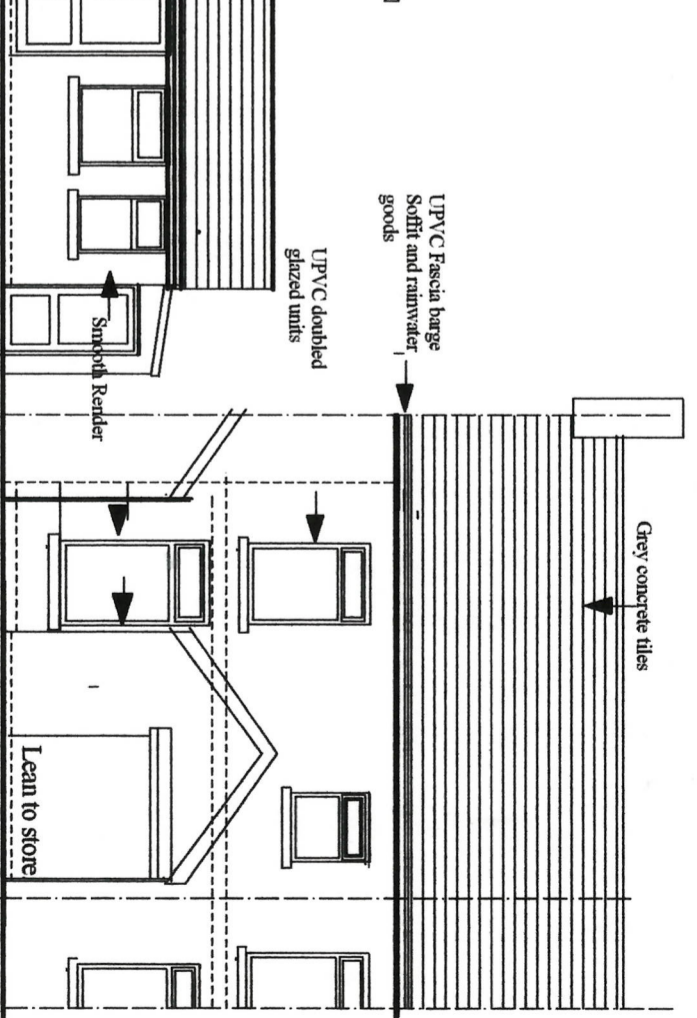 UPVC Fascia barge
Soffit and rainwater
goods
UPVC doubled
glazed units
Smooth Render
Grey concrete tiles
Lean to store